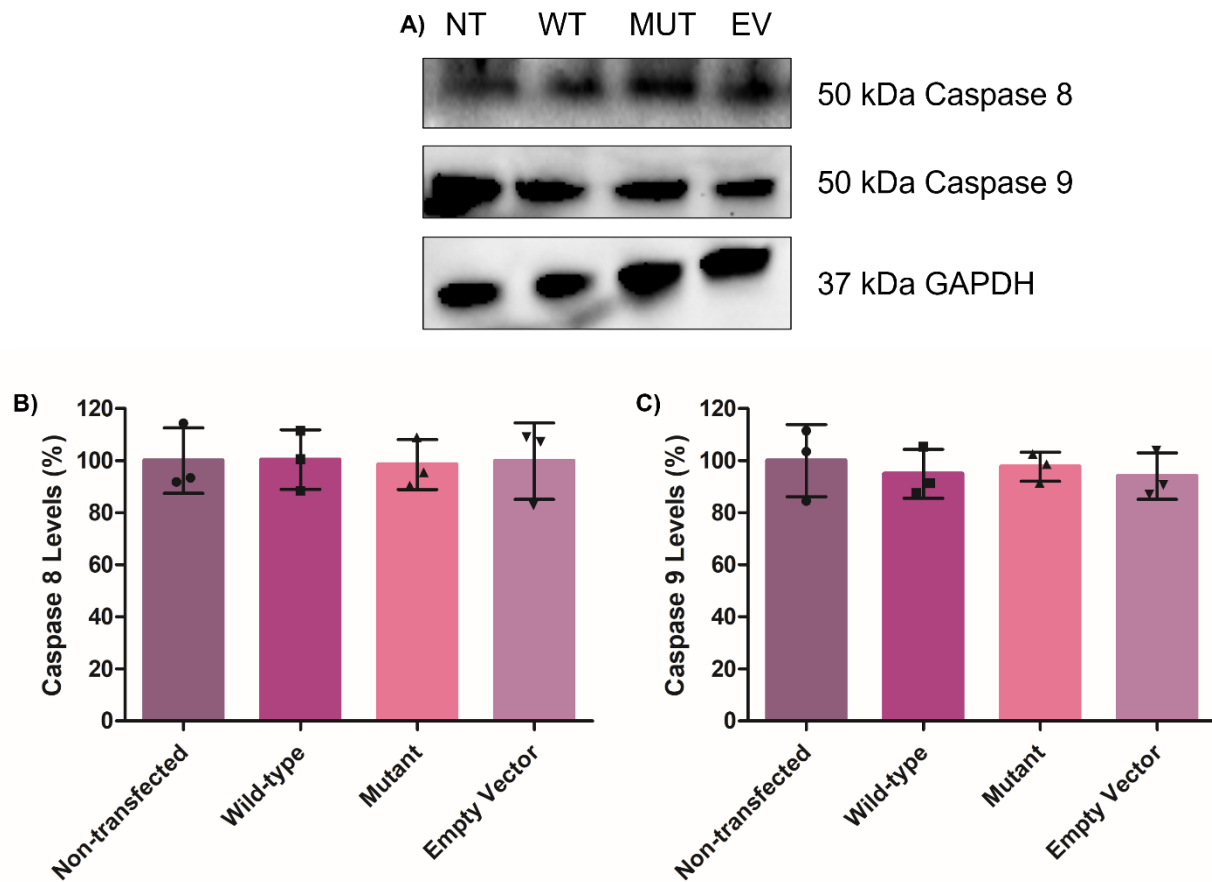 A) NT WT MUT EV
50 kDa Caspase 8
50 kDa Caspase 9
37 kDa GAPDH
B)
Caspase 8 Levels (%)
120
100
80
60
40
20
0
Non-transfected
Wild-type
Mutant
Empty Vector
C)
Caspase 9 Levels (%)
120
100
80
60
40
20
0
Non-transfected
Wild-type
Mutant
Empty Vector